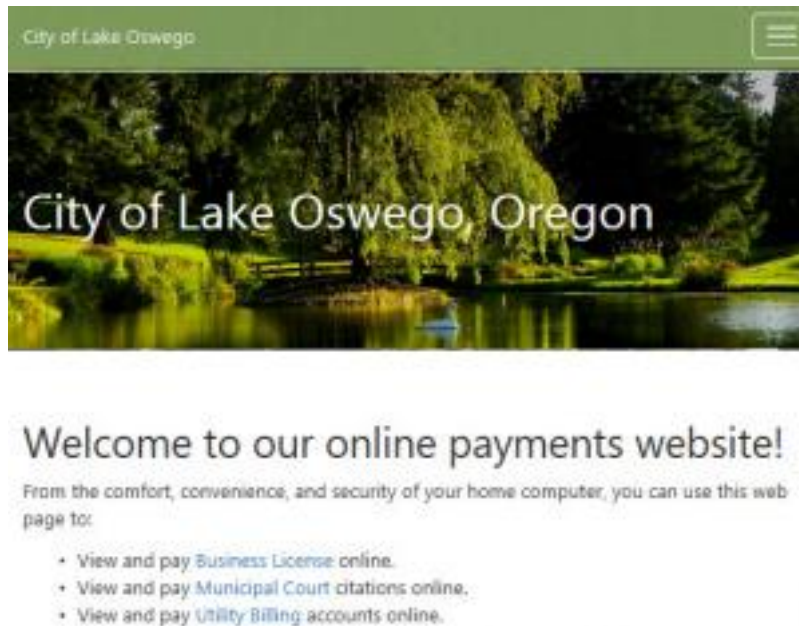 City of Lake Oswego
City of Lake Oswego, Oregon
Welcome to our online payments website!
From the comfort, convenience, and security of your home computer, you can use this web
page to:
• View and pay Business License online.
• View and pay Municipal Court citations online.
• View and pay Utility Billing accounts online.